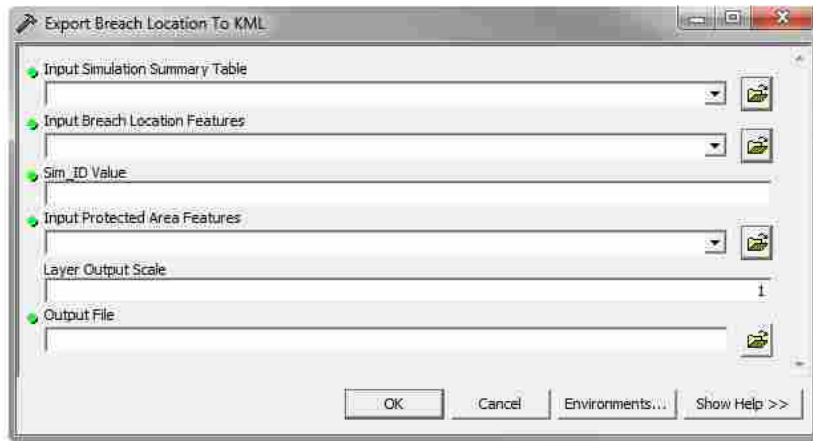 Export Breach Location To KML
Input Simulation Summary Table
Input Breach Location Features
Sim_ID Value
Input Protected Area Features
Layer Output Scale
1
Output File
OK Cancel Environments... Show Help >>